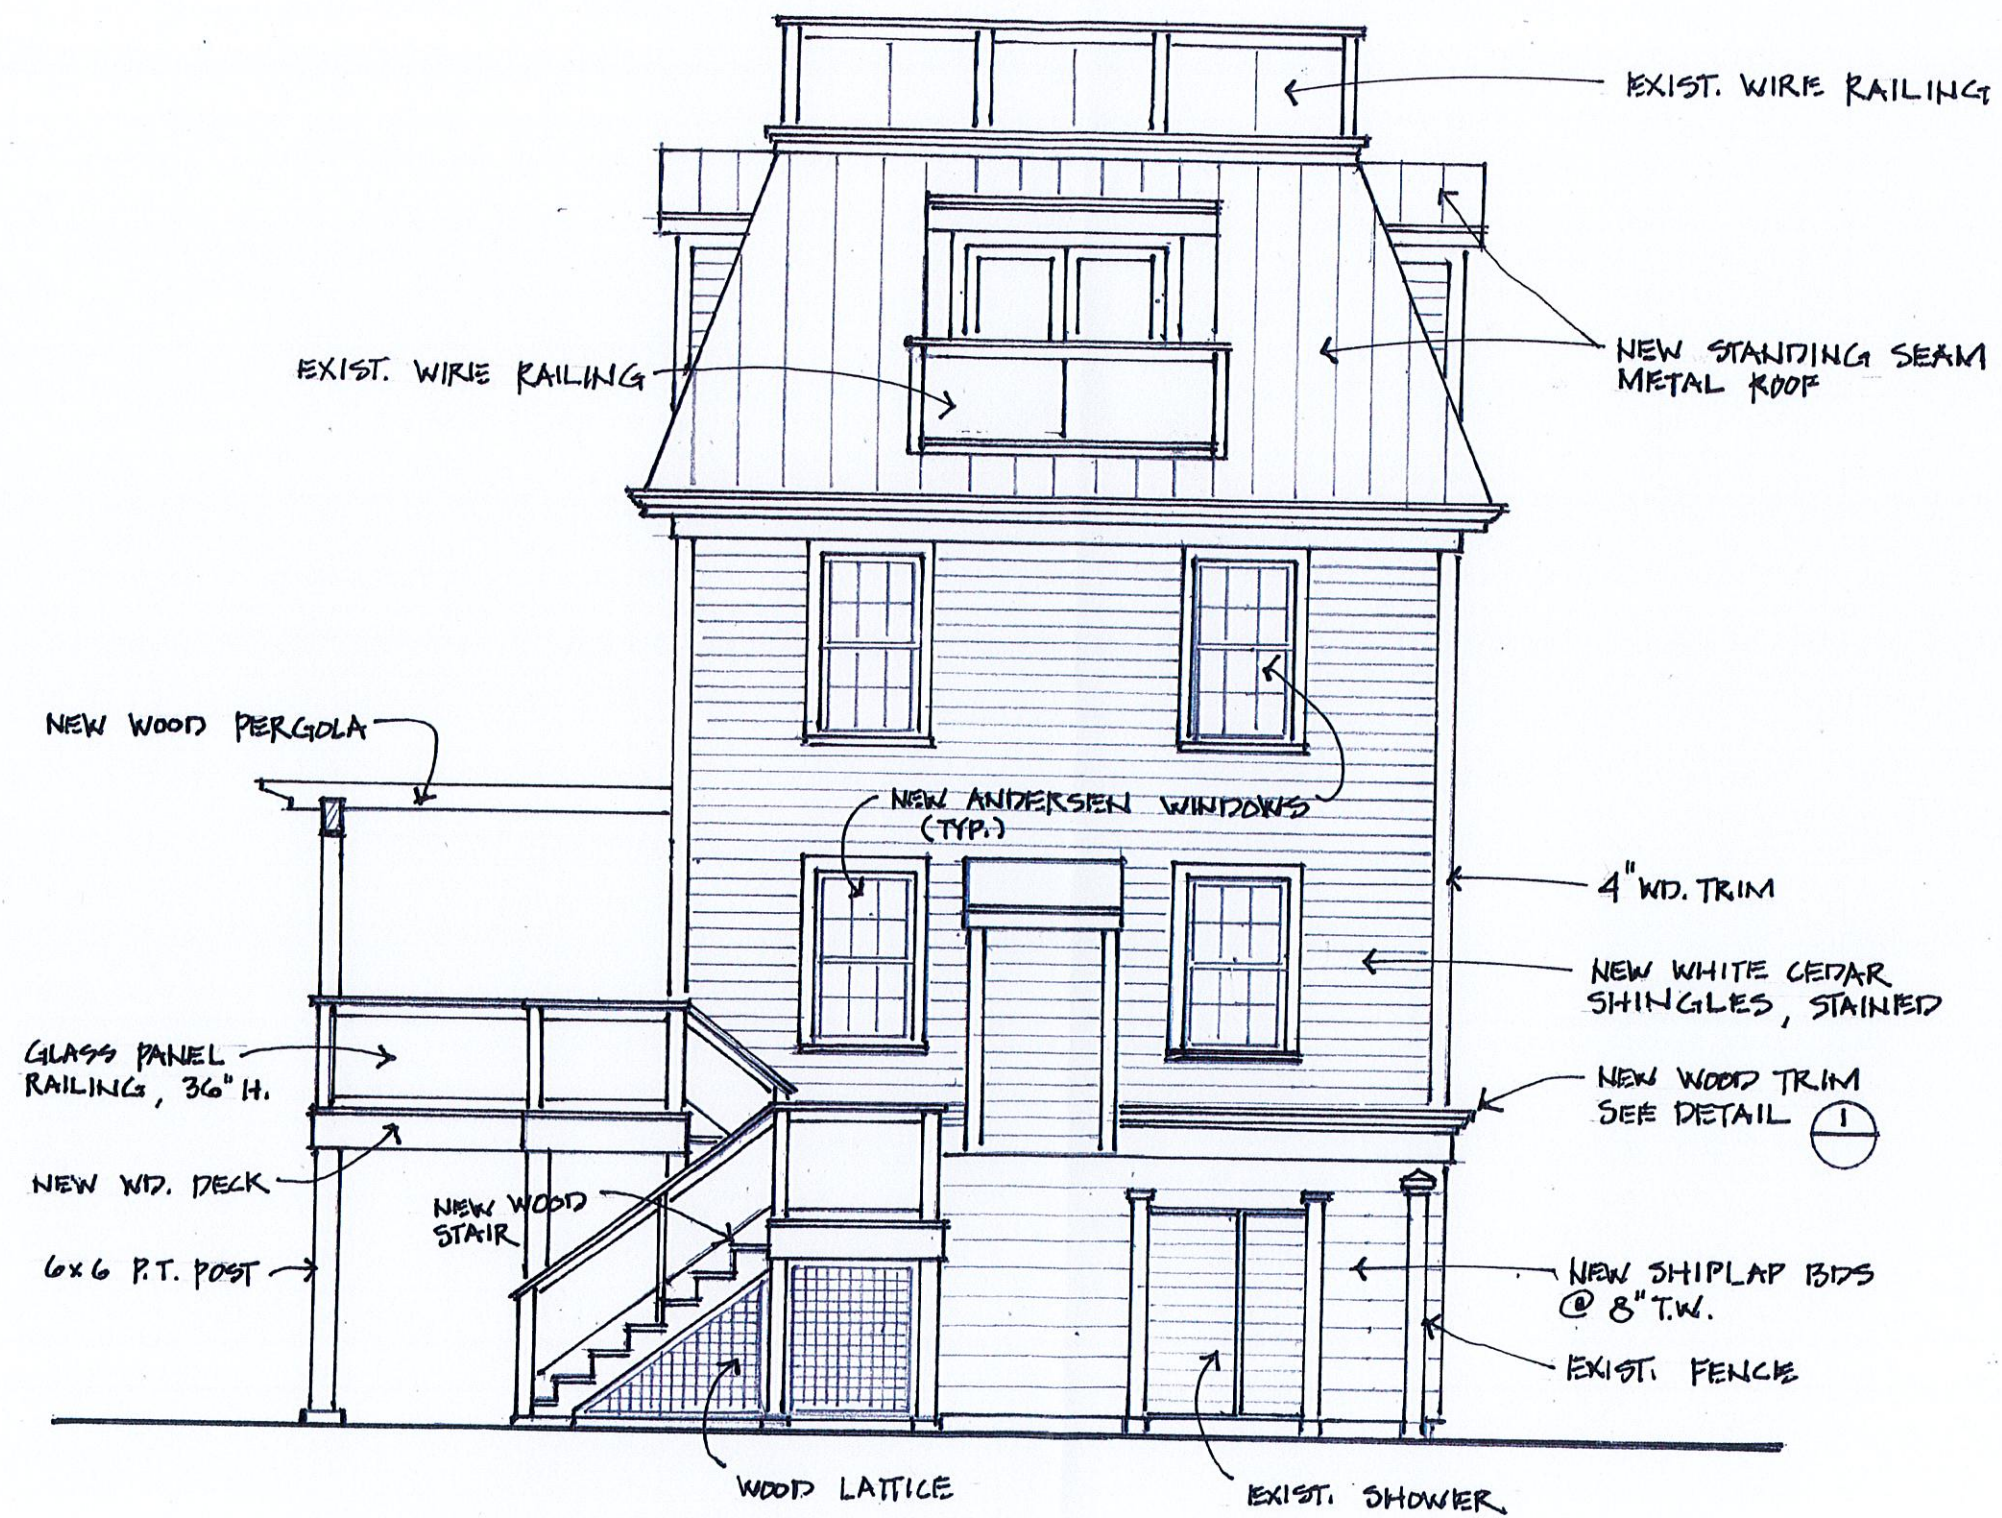 EXIST. WIRE RAILING
EXIST. WIRE RAILING
NEW STANDING SEAM
METAL ROOF
NEW WOOD PERGOLA
NEW ANDERSEN WINDOWS
(TYP.)
4" WD. TRIM
NEW WHITE CEDAR
SHINGLES, STAINED
GLASS PANEL
RAILING, 36" H.
NEW WOOD TRIM
SEE DETAIL 1
NEW WD. DECK
NEW WOOD
STAIR
6x6 P.T. POST
NEW SHIPLAP BDS
@ 8" T.W.
EXIST. FENCE
WOOD LATTICE
EXIST. SHOWER